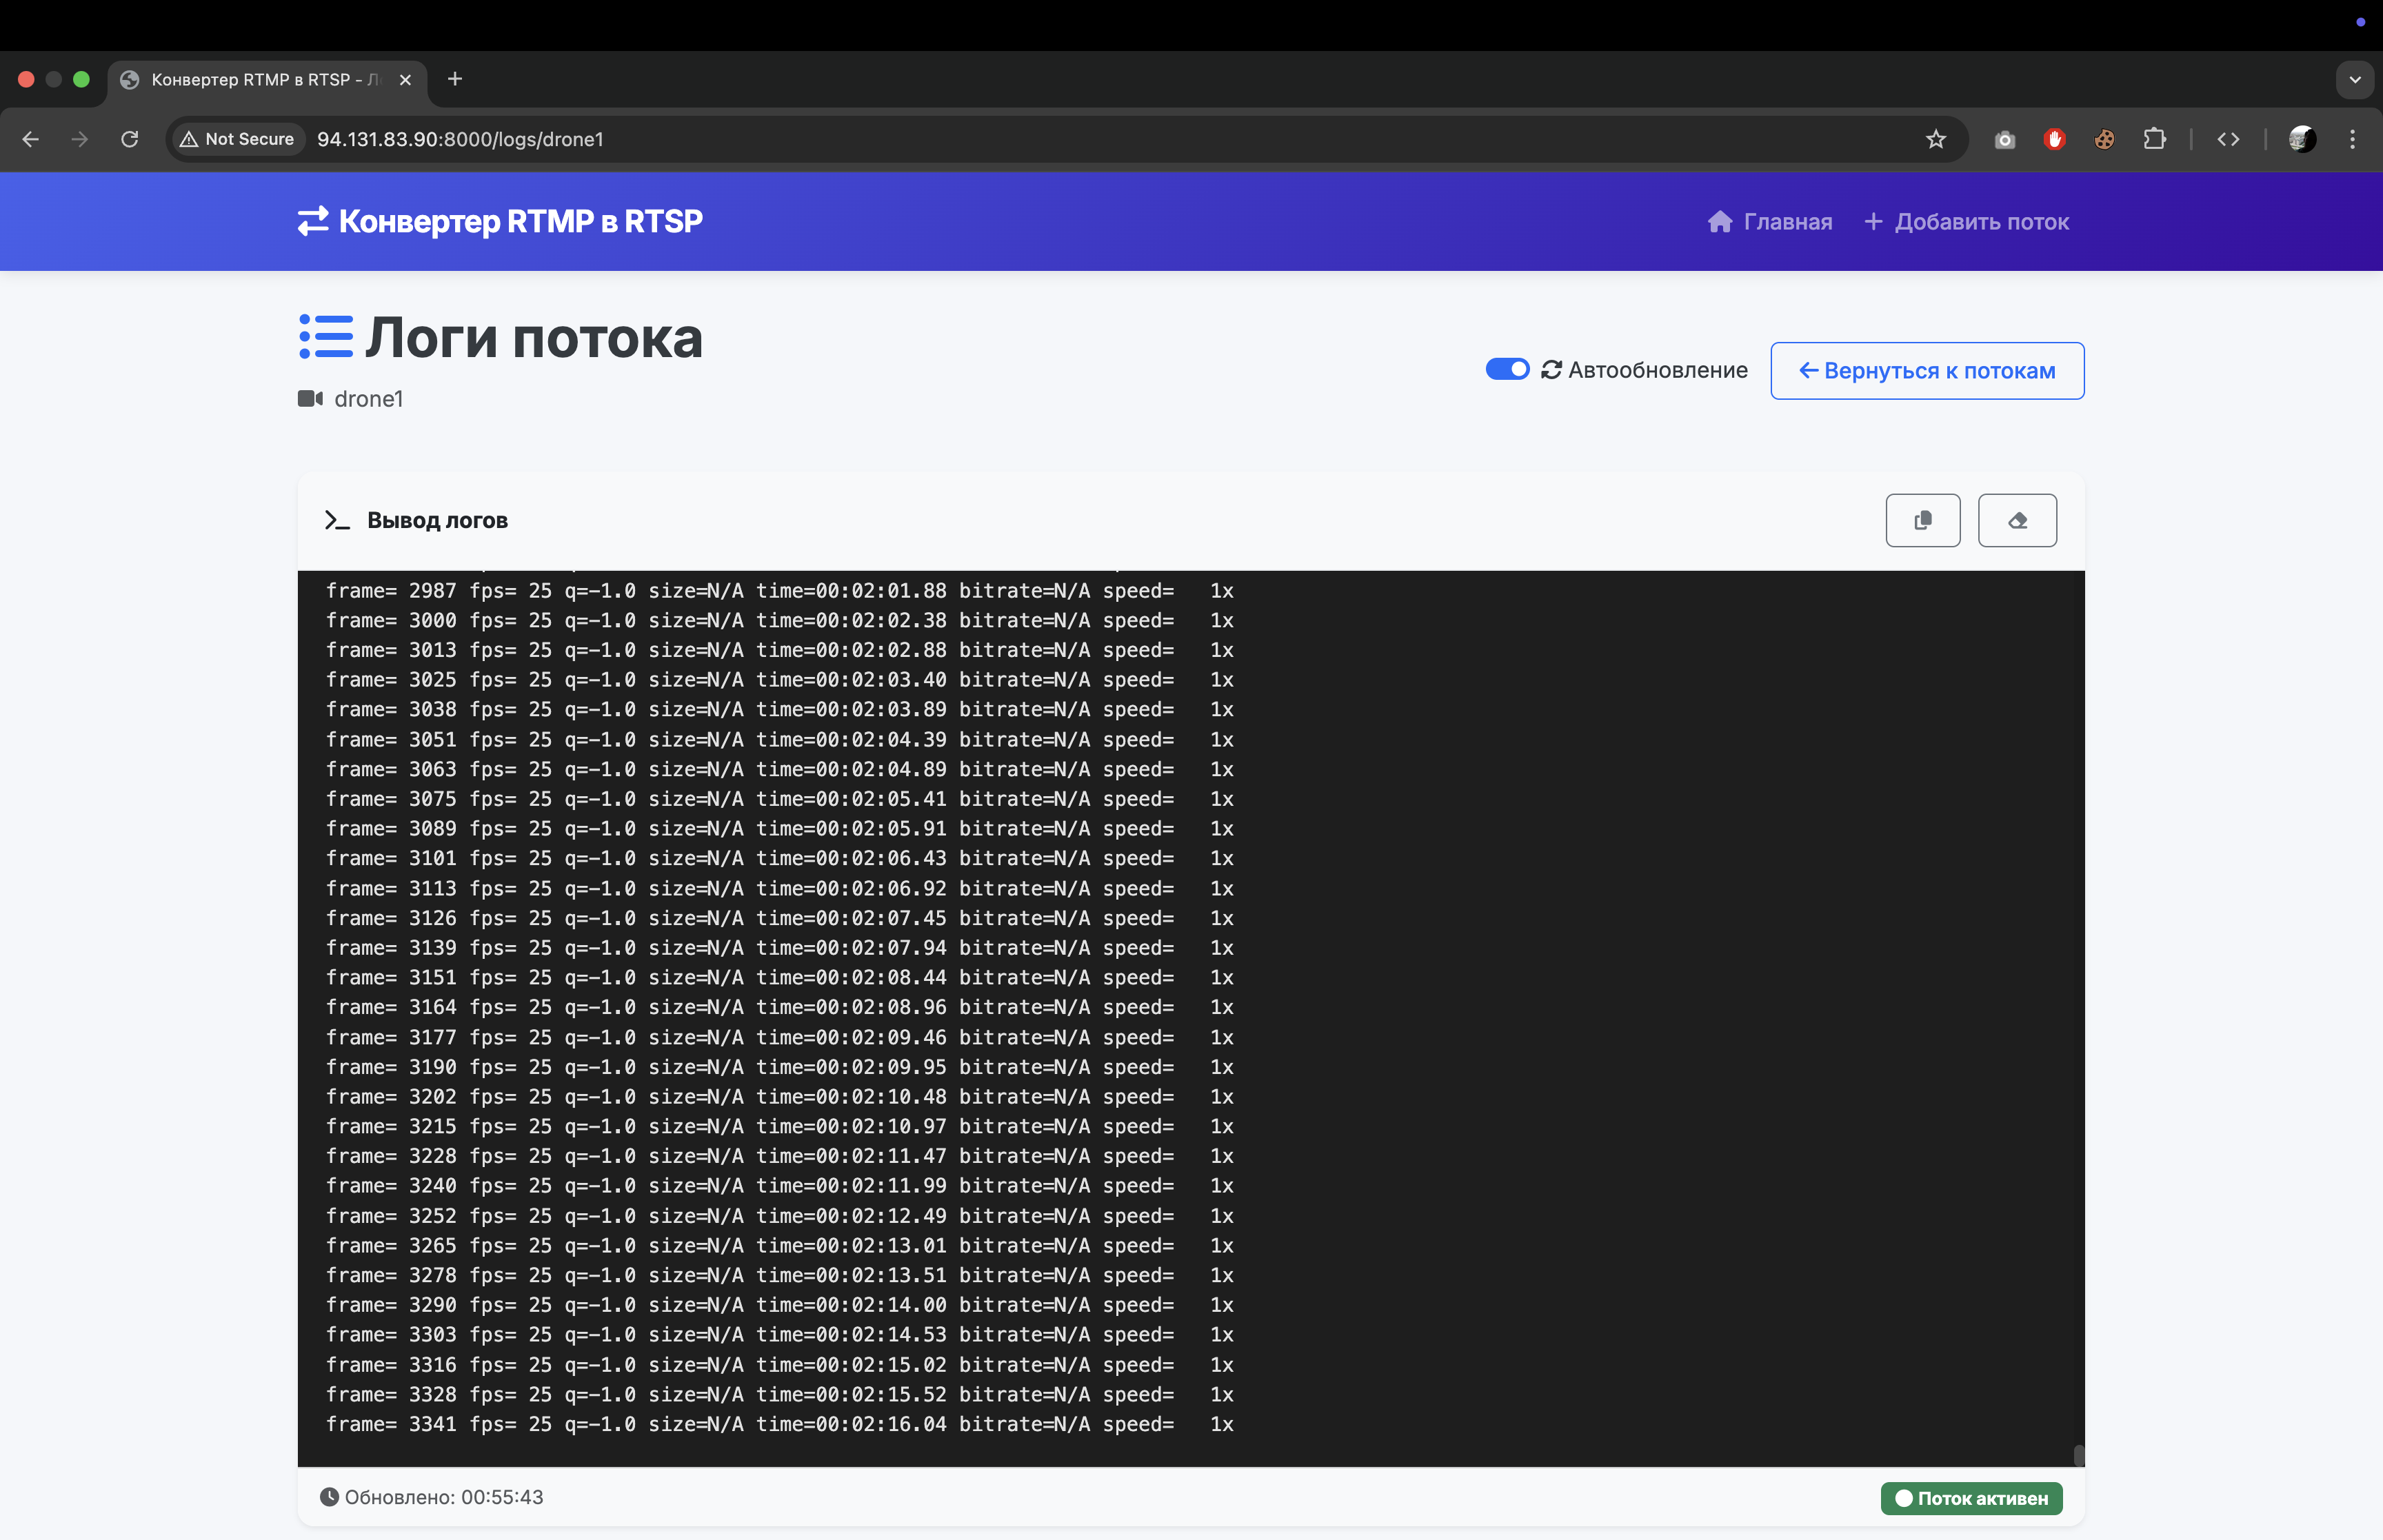 Конвертер RTMP в RTSP - Л
Not Secure
94.131.83.90:8000/logs/drone1
Конвертер RTMP в RTSP
Главная
Добавить поток
Логи потока
drone1
Автообновление
Вернуться к потокам
Вывод логов
frame= 2987 fps= 25 q=-1.0 size=N/A time=00:02:01.88 bitrate=N/A speed=   1x
frame= 3000 fps= 25 q=-1.0 size=N/A time=00:02:02.38 bitrate=N/A speed=   1x
frame= 3013 fps= 25 q=-1.0 size=N/A time=00:02:02.88 bitrate=N/A speed=   1x
frame= 3025 fps= 25 q=-1.0 size=N/A time=00:02:03.40 bitrate=N/A speed=   1x
frame= 3038 fps= 25 q=-1.0 size=N/A time=00:02:03.89 bitrate=N/A speed=   1x
frame= 3051 fps= 25 q=-1.0 size=N/A time=00:02:04.39 bitrate=N/A speed=   1x
frame= 3063 fps= 25 q=-1.0 size=N/A time=00:02:04.89 bitrate=N/A speed=   1x
frame= 3075 fps= 25 q=-1.0 size=N/A time=00:02:05.41 bitrate=N/A speed=   1x
frame= 3089 fps= 25 q=-1.0 size=N/A time=00:02:05.91 bitrate=N/A speed=   1x
frame= 3101 fps= 25 q=-1.0 size=N/A time=00:02:06.43 bitrate=N/A speed=   1x
frame= 3113 fps= 25 q=-1.0 size=N/A time=00:02:06.92 bitrate=N/A speed=   1x
frame= 3126 fps= 25 q=-1.0 size=N/A time=00:02:07.45 bitrate=N/A speed=   1x
frame= 3139 fps= 25 q=-1.0 size=N/A time=00:02:07.94 bitrate=N/A speed=   1x
frame= 3151 fps= 25 q=-1.0 size=N/A time=00:02:08.44 bitrate=N/A speed=   1x
frame= 3164 fps= 25 q=-1.0 size=N/A time=00:02:08.96 bitrate=N/A speed=   1x
frame= 3177 fps= 25 q=-1.0 size=N/A time=00:02:09.46 bitrate=N/A speed=   1x
frame= 3190 fps= 25 q=-1.0 size=N/A time=00:02:09.95 bitrate=N/A speed=   1x
frame= 3202 fps= 25 q=-1.0 size=N/A time=00:02:10.48 bitrate=N/A speed=   1x
frame= 3215 fps= 25 q=-1.0 size=N/A time=00:02:10.97 bitrate=N/A speed=   1x
frame= 3228 fps= 25 q=-1.0 size=N/A time=00:02:11.47 bitrate=N/A speed=   1x
frame= 3240 fps= 25 q=-1.0 size=N/A time=00:02:11.99 bitrate=N/A speed=   1x
frame= 3252 fps= 25 q=-1.0 size=N/A time=00:02:12.49 bitrate=N/A speed=   1x
frame= 3265 fps= 25 q=-1.0 size=N/A time=00:02:13.01 bitrate=N/A speed=   1x
frame= 3278 fps= 25 q=-1.0 size=N/A time=00:02:13.51 bitrate=N/A speed=   1x
frame= 3290 fps= 25 q=-1.0 size=N/A time=00:02:14.00 bitrate=N/A speed=   1x
frame= 3303 fps= 25 q=-1.0 size=N/A time=00:02:14.53 bitrate=N/A speed=   1x
frame= 3316 fps= 25 q=-1.0 size=N/A time=00:02:15.02 bitrate=N/A speed=   1x
frame= 3328 fps= 25 q=-1.0 size=N/A time=00:02:15.52 bitrate=N/A speed=   1x
frame= 3341 fps= 25 q=-1.0 size=N/A time=00:02:16.04 bitrate=N/A speed=   1x
Обновлено: 00:55:43
Поток активен